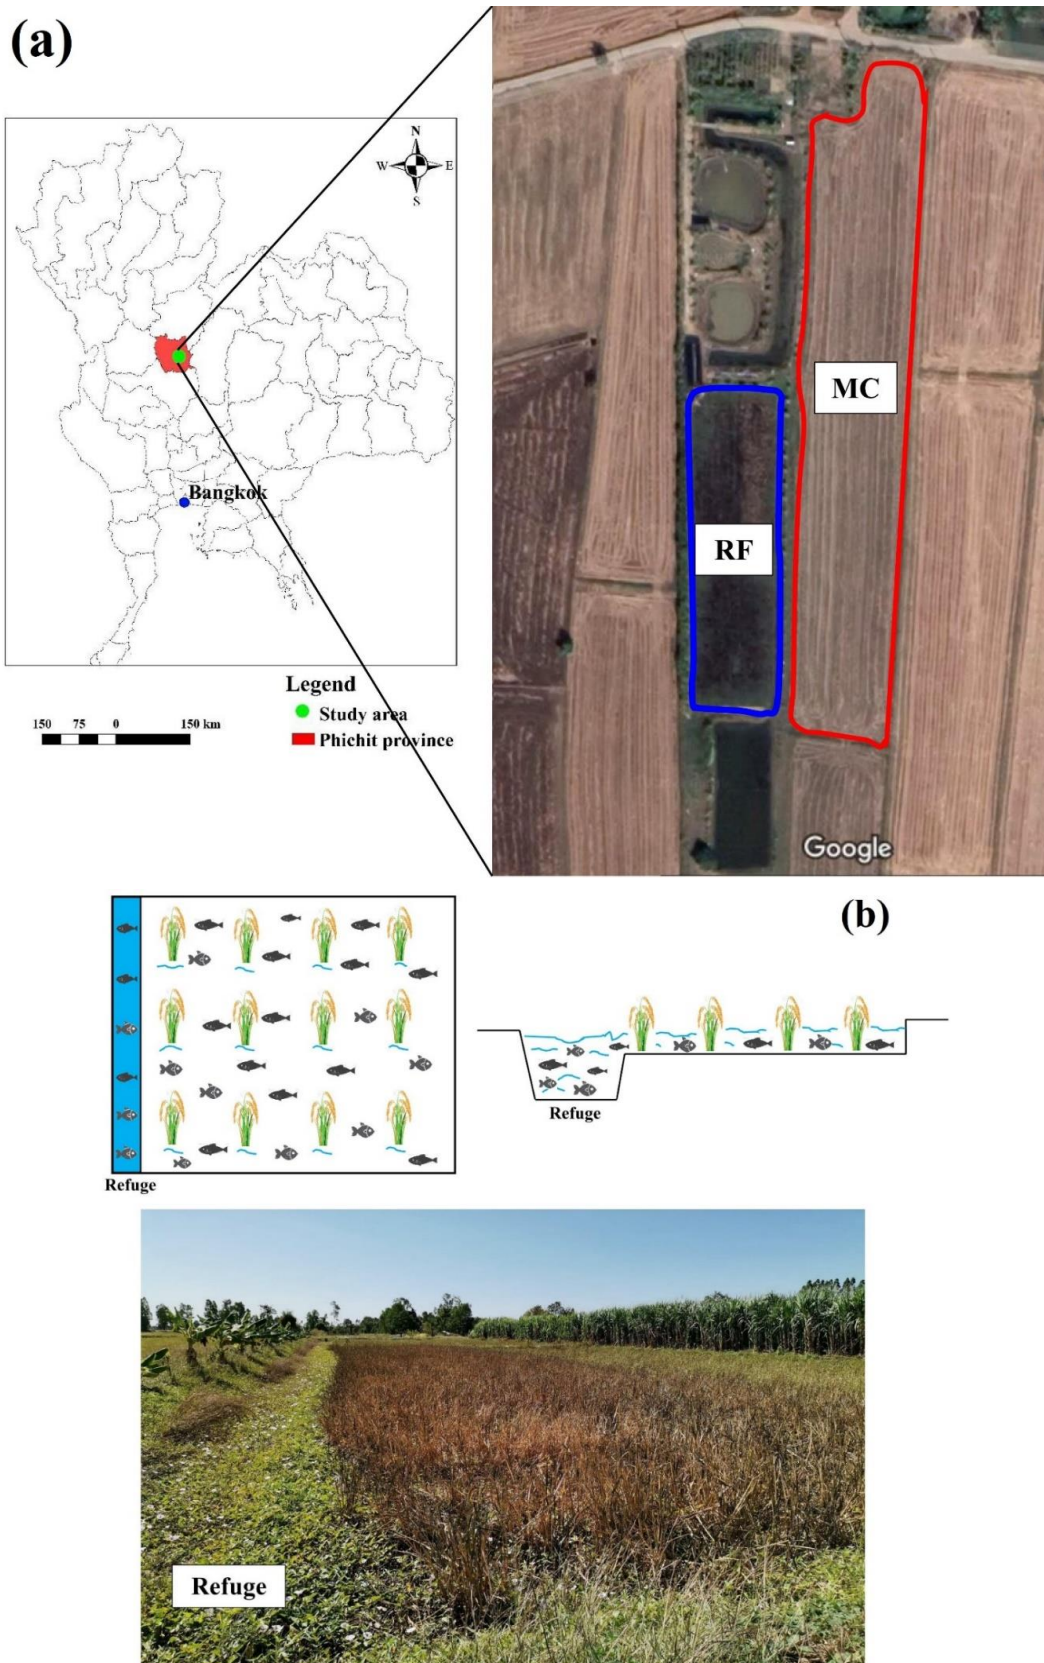 (a)
N
W E
S
MC
RF
Bangkok
Legend
Study area
Phichit province
150 75 0 150 km
Google
(b)
Refuge
Refuge
Refuge